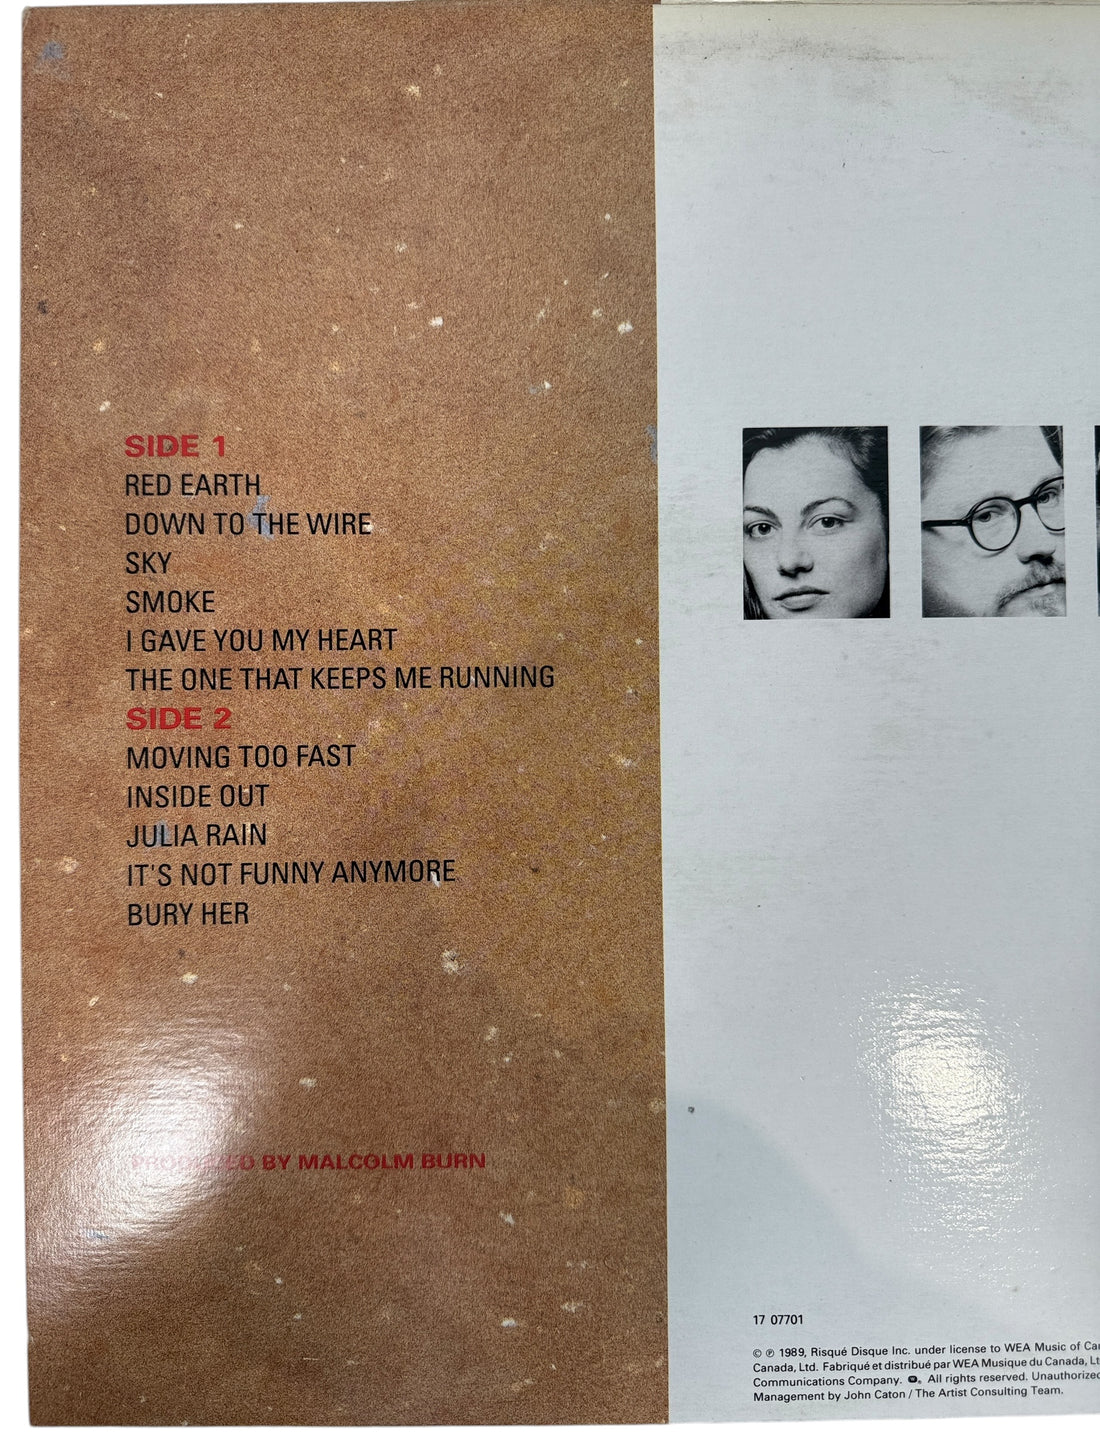 SIDE 1
RED EARTH
DOWN TO THE WIRE
SKY
SMOKE
I GAVE YOU MY HEART
THE ONE THAT KEEPS ME RUNNING
SIDE 2
MOVING TOO FAST
INSIDE OUT
JULIA RAIN
IT'S NOT FUNNY ANYMORE
BURY HER
PRODUCED BY MALCOLM BURN
17 07701
© ℗ 1989, Risqué Disque Inc. under license to WEA Music of
Canada, Ltd. Fabriqué et distribué par WEA Musique du Canada,
Communications Company. All rights reserved. Unauthorized
Management by John Caton / The Artist Consulting Team.